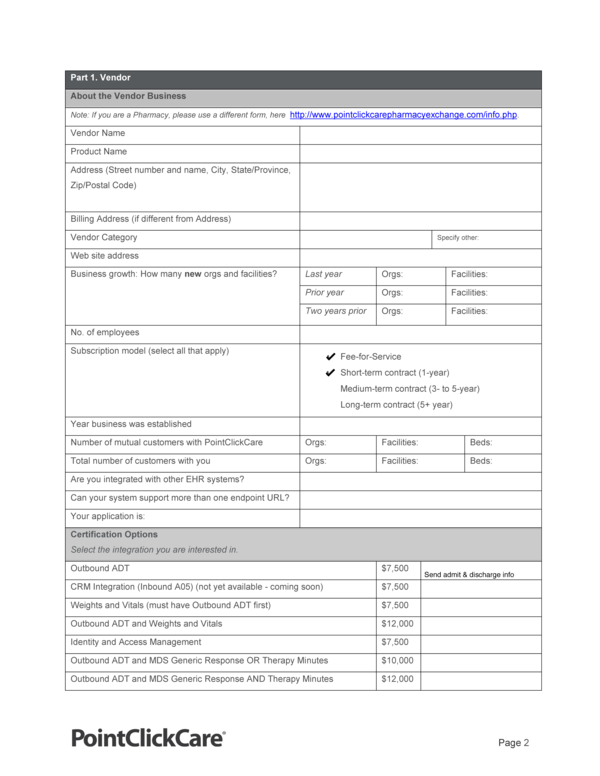 Part 1. Vendor
About the Vendor Business
Note: If you are a Pharmacy, please use a different form, here http://www.pointclickcarepharmacyexchange.com/info.php.
Vendor Name
Product Name
Address (Street number and name, City, State/Province,
Zip/Postal Code)
Billing Address (if different from Address)
Vendor Category Specify other:
Web site address
Business growth: How many new orgs and facilities? Last year Orgs: Facilities:
Prior year Orgs: Facilities:
Two years prior Orgs: Facilities:
No. of employees
Subscription model (select all that apply)
✔ Fee-for-Service
✔ Short-term contract (1-year)
Medium-term contract (3- to 5-year)
Long-term contract (5+ year)
Year business was established
Number of mutual customers with PointClickCare Orgs: Facilities: Beds:
Total number of customers with you Orgs: Facilities: Beds:
Are you integrated with other EHR systems?
Can your system support more than one endpoint URL?
Your application is:
Certification Options
Select the integration you are interested in.
Outbound ADT $7,500 Send admit & discharge info
CRM Integration (Inbound A05) (not yet available - coming soon) $7,500
Weights and Vitals (must have Outbound ADT first) $7,500
Outbound ADT and Weights and Vitals $12,000
Identity and Access Management $7,500
Outbound ADT and MDS Generic Response OR Therapy Minutes $10,000
Outbound ADT and MDS Generic Response AND Therapy Minutes $12,000
PointClickCare® Page 2